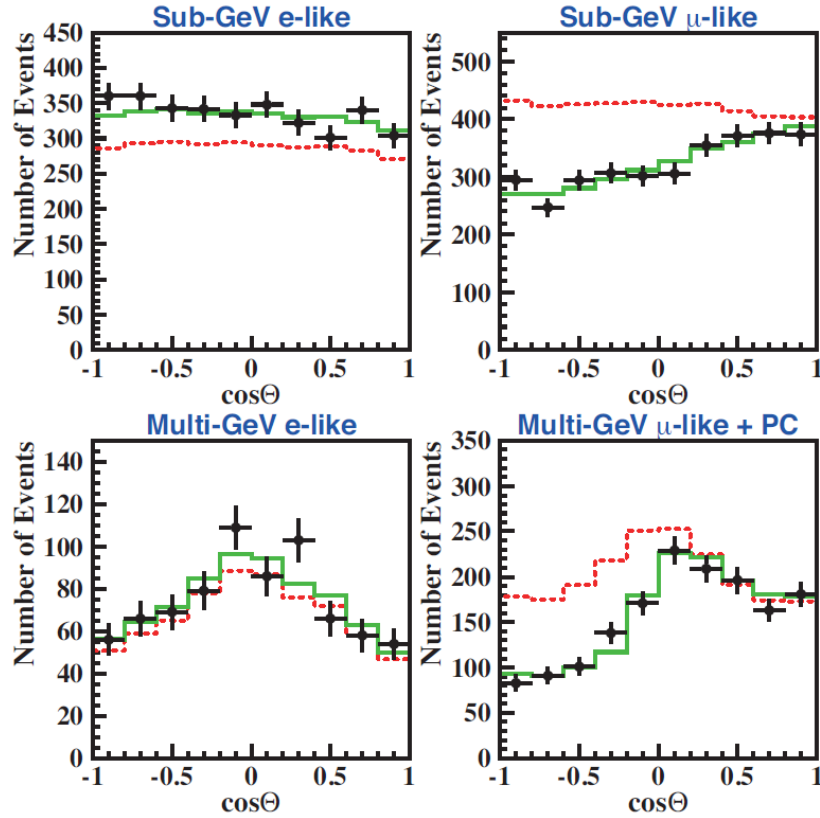 Sub-GeV e-like
Number of Events
450
400
350
300
250
200
150
100
50
0
-1 -0.5 0 0.5 1
cosΘ
Sub-GeV μ-like
Number of Events
500
400
300
200
100
0
-1 -0.5 0 0.5 1
cosΘ
Multi-GeV e-like
Number of Events
140
120
100
80
60
40
20
0
-1 -0.5 0 0.5 1
cosΘ
Multi-GeV μ-like + PC
Number of Events
350
300
250
200
150
100
50
0
-1 -0.5 0 0.5 1
cosΘ